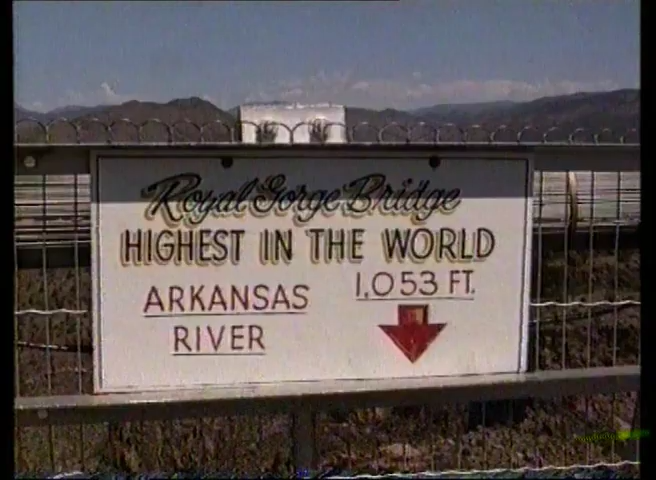 Royal Gorge Bridge
HIGHEST IN THE WORLD
ARKANSAS
RIVER
1,053 FT.